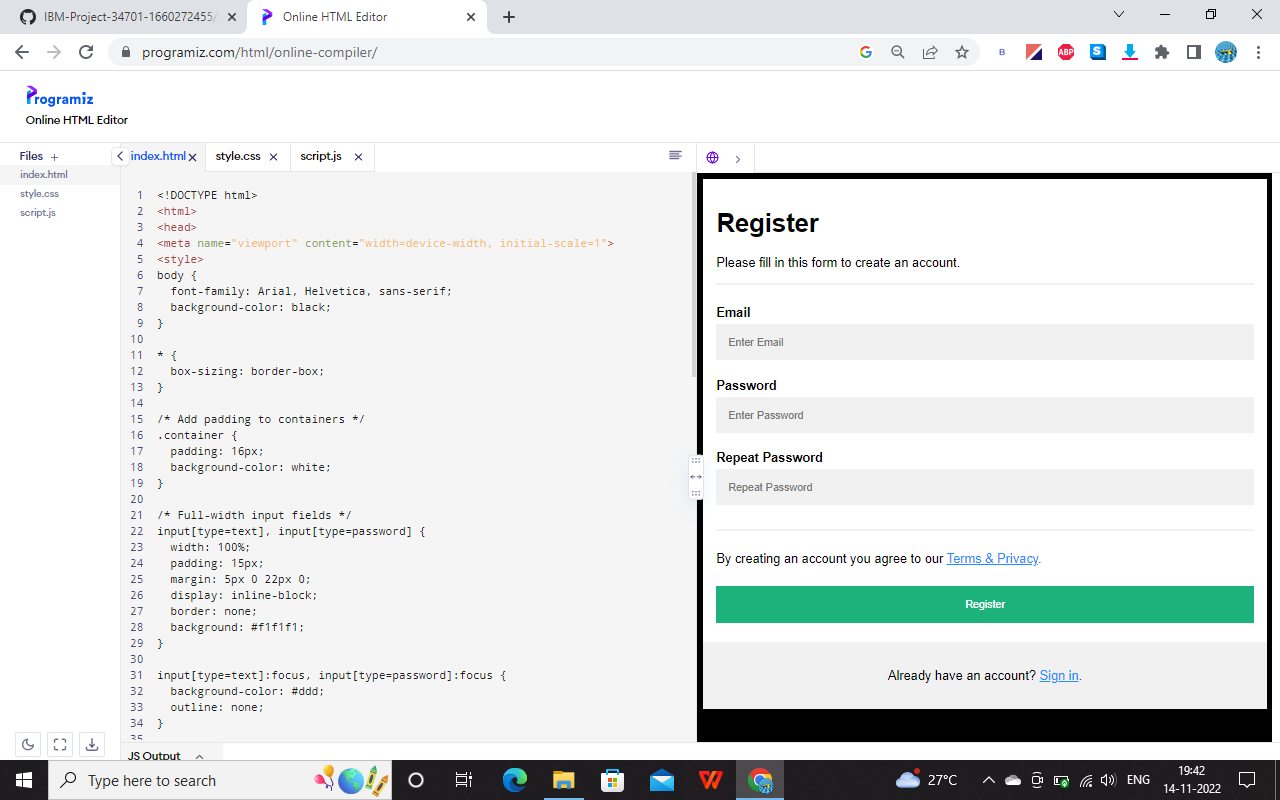 IBM-Project-34701-1660272455/
Online HTML Editor
programiz.com/html/online-compiler/
B
ABP
S
Programiz
Online HTML Editor
Files +
index.html
style.css
script.js
index.html
style.css
script.js
1 <!DOCTYPE html>
2 <html>
3 <head>
4 <meta name="viewport" content="width=device-width, initial-scale=1">
5 <style>
6 body {
7 font-family: Arial, Helvetica, sans-serif;
8 background-color: black;
9 }
10
11 * {
12 box-sizing: border-box;
13 }
14
15 /* Add padding to containers */
16 .container {
17 padding: 16px;
18 background-color: white;
19 }
20
21 /* Full-width input fields */
22 input[type=text], input[type=password] {
23 width: 100%;
24 padding: 15px;
25 margin: 5px 0 22px 0;
26 display: inline-block;
27 border: none;
28 background: #f1f1f1;
29 }
30
31 input[type=text]:focus, input[type=password]:focus {
32 background-color: #ddd;
33 outline: none;
34 }
35
JS Output
Register
Please fill in this form to create an account.
Email
Enter Email
Password
Enter Password
Repeat Password
Repeat Password
By creating an account you agree to our Terms & Privacy.
Register
Already have an account? Sign in.
Type here to search
27°C
ENG
19:42
14-11-2022